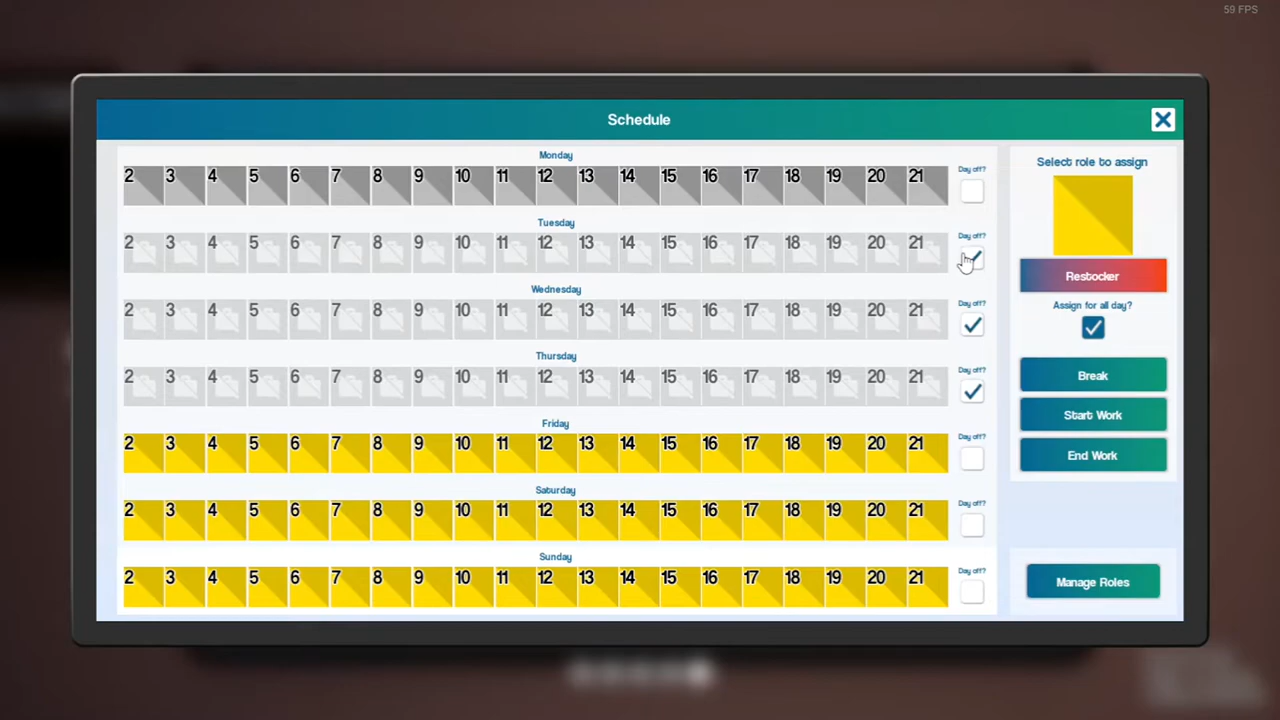 59 FPS
Schedule
Monday
2 3 4 5 6 7 8 9 10 11 12 13 14 15 16 17 18 19 20 21
Day off?
Tuesday
2 3 4 5 6 7 8 9 10 11 12 13 14 15 16 17 18 19 20 21
Day off?
Wednesday
2 3 4 5 6 7 8 9 10 11 12 13 14 15 16 17 18 19 20 21
Day off?
Thursday
2 3 4 5 6 7 8 9 10 11 12 13 14 15 16 17 18 19 20 21
Day off?
Friday
2 3 4 5 6 7 8 9 10 11 12 13 14 15 16 17 18 19 20 21
Day off?
Saturday
2 3 4 5 6 7 8 9 10 11 12 13 14 15 16 17 18 19 20 21
Day off?
Sunday
2 3 4 5 6 7 8 9 10 11 12 13 14 15 16 17 18 19 20 21
Day off?
Select role to assign
Restocker
Assign for all day?
Break
Start Work
End Work
Manage Roles